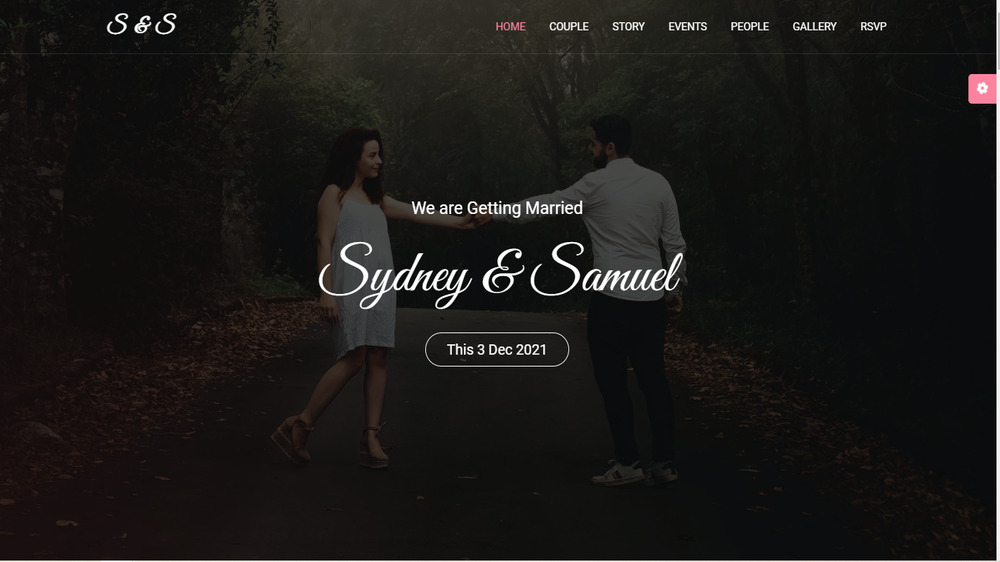 S & S
HOME COUPLE STORY EVENTS PEOPLE GALLERY RSVP
We are Getting Married
Sydney & Samuel
This 3 Dec 2021